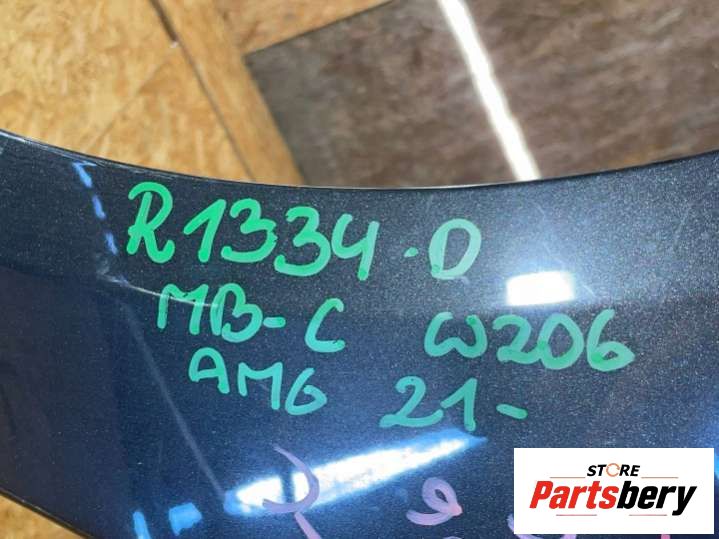 R1334.D
MB-C W206
AMG 21-
STORE
Partsbery